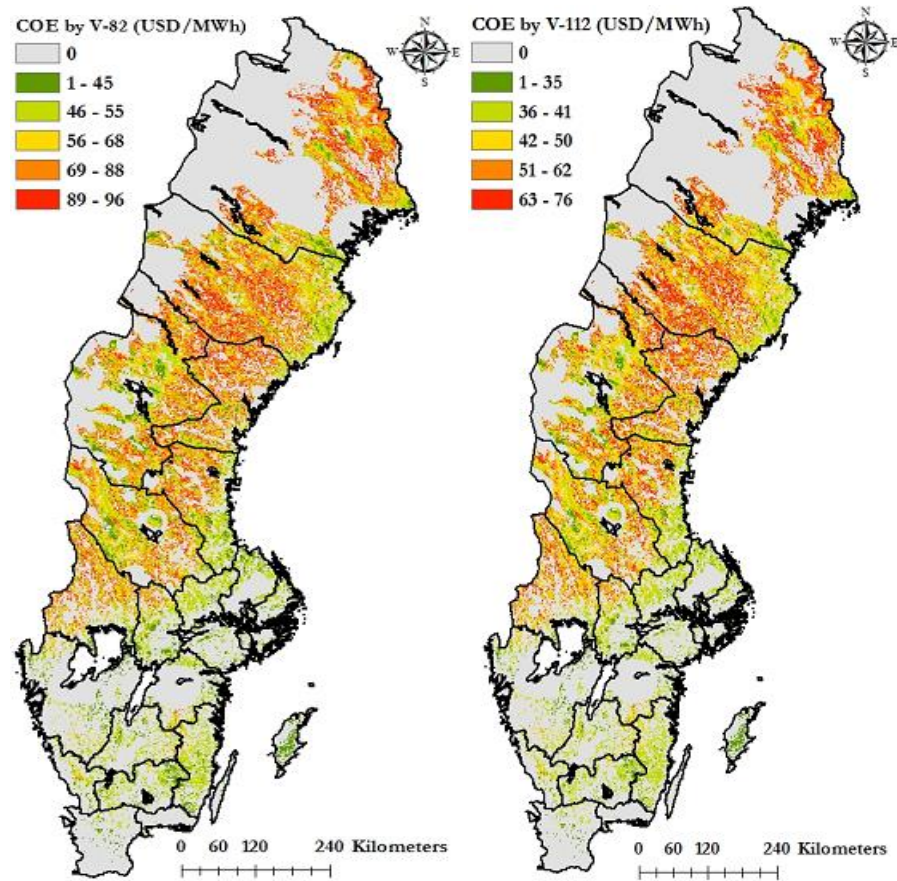 COE by V-82 (USD/MWh)
0
1 - 45
46 - 55
56 - 68
69 - 88
89 - 96
N
W E
S
0 60 120 240 Kilometers
COE by V-112 (USD/MWh)
0
1 - 35
36 - 41
42 - 50
51 - 62
63 - 76
N
W E
S
0 60 120 240 Kilometers